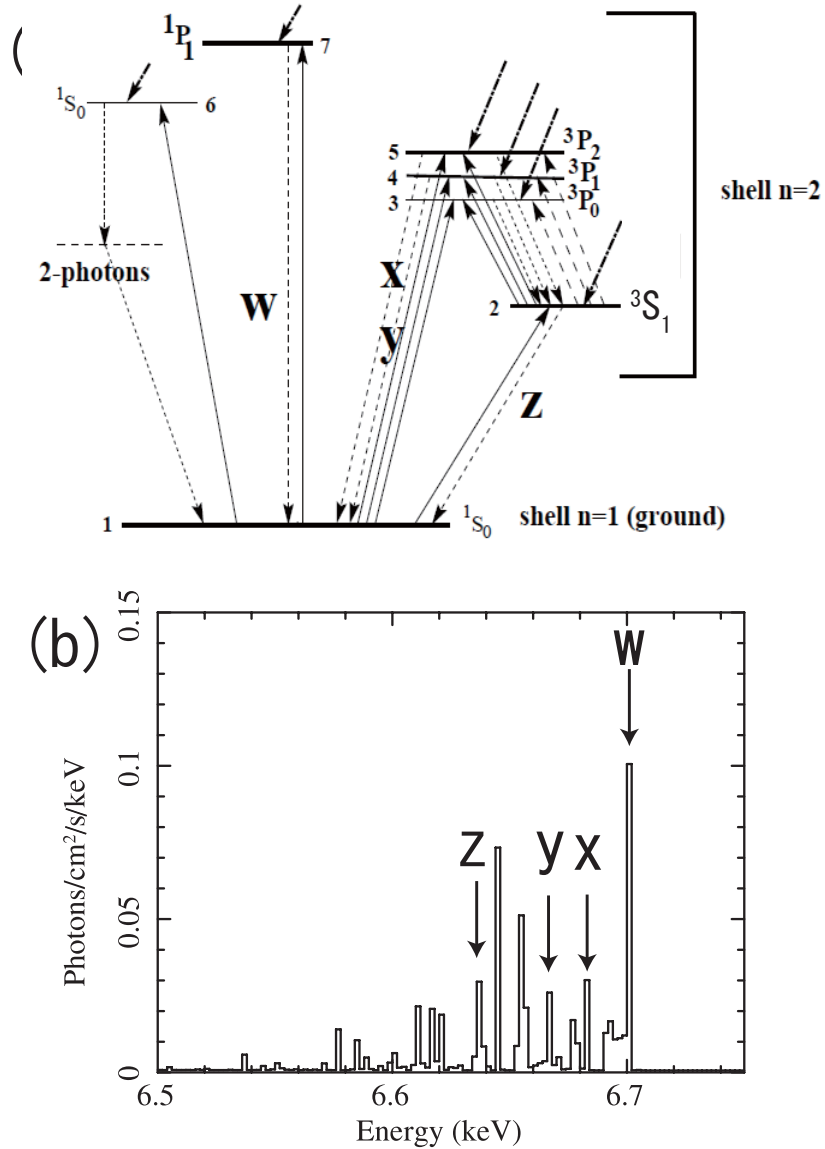 (
¹P₁
7
¹S₀
6
5
³P₂
4
³P₁
3
³P₀
shell n=2
2-photons
w
x
y
2
³S₁
z
1
¹S₀
shell n=1 (ground)
(b)
0.15
0.1
0.05
0
Photons/cm²/s/keV
z
y
x
w
6.5
6.6
6.7
Energy (keV)